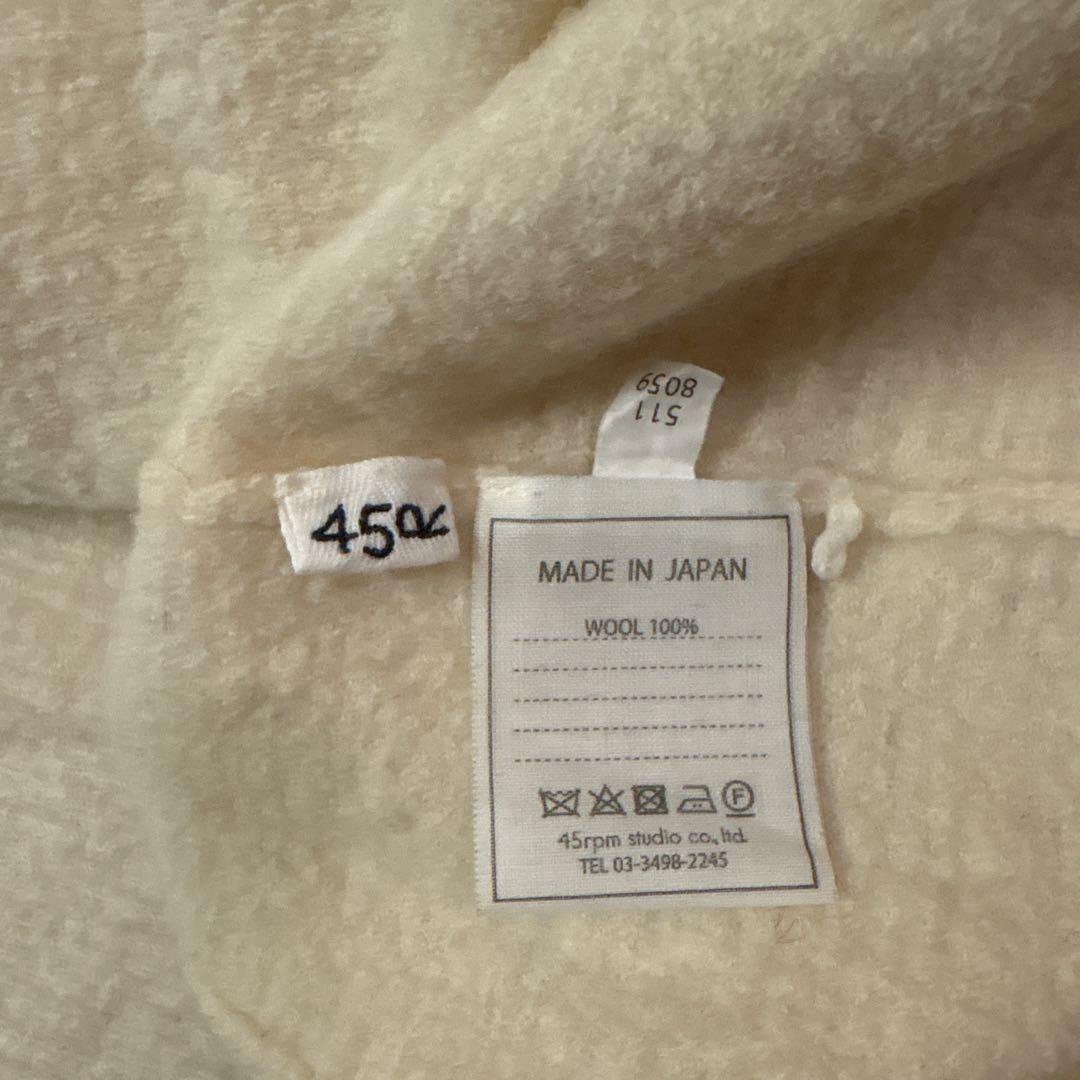 511
8059
45R
MADE IN JAPAN
WOOL 100%
F
45rpm studio co., ltd.
TEL 03-3498-2245